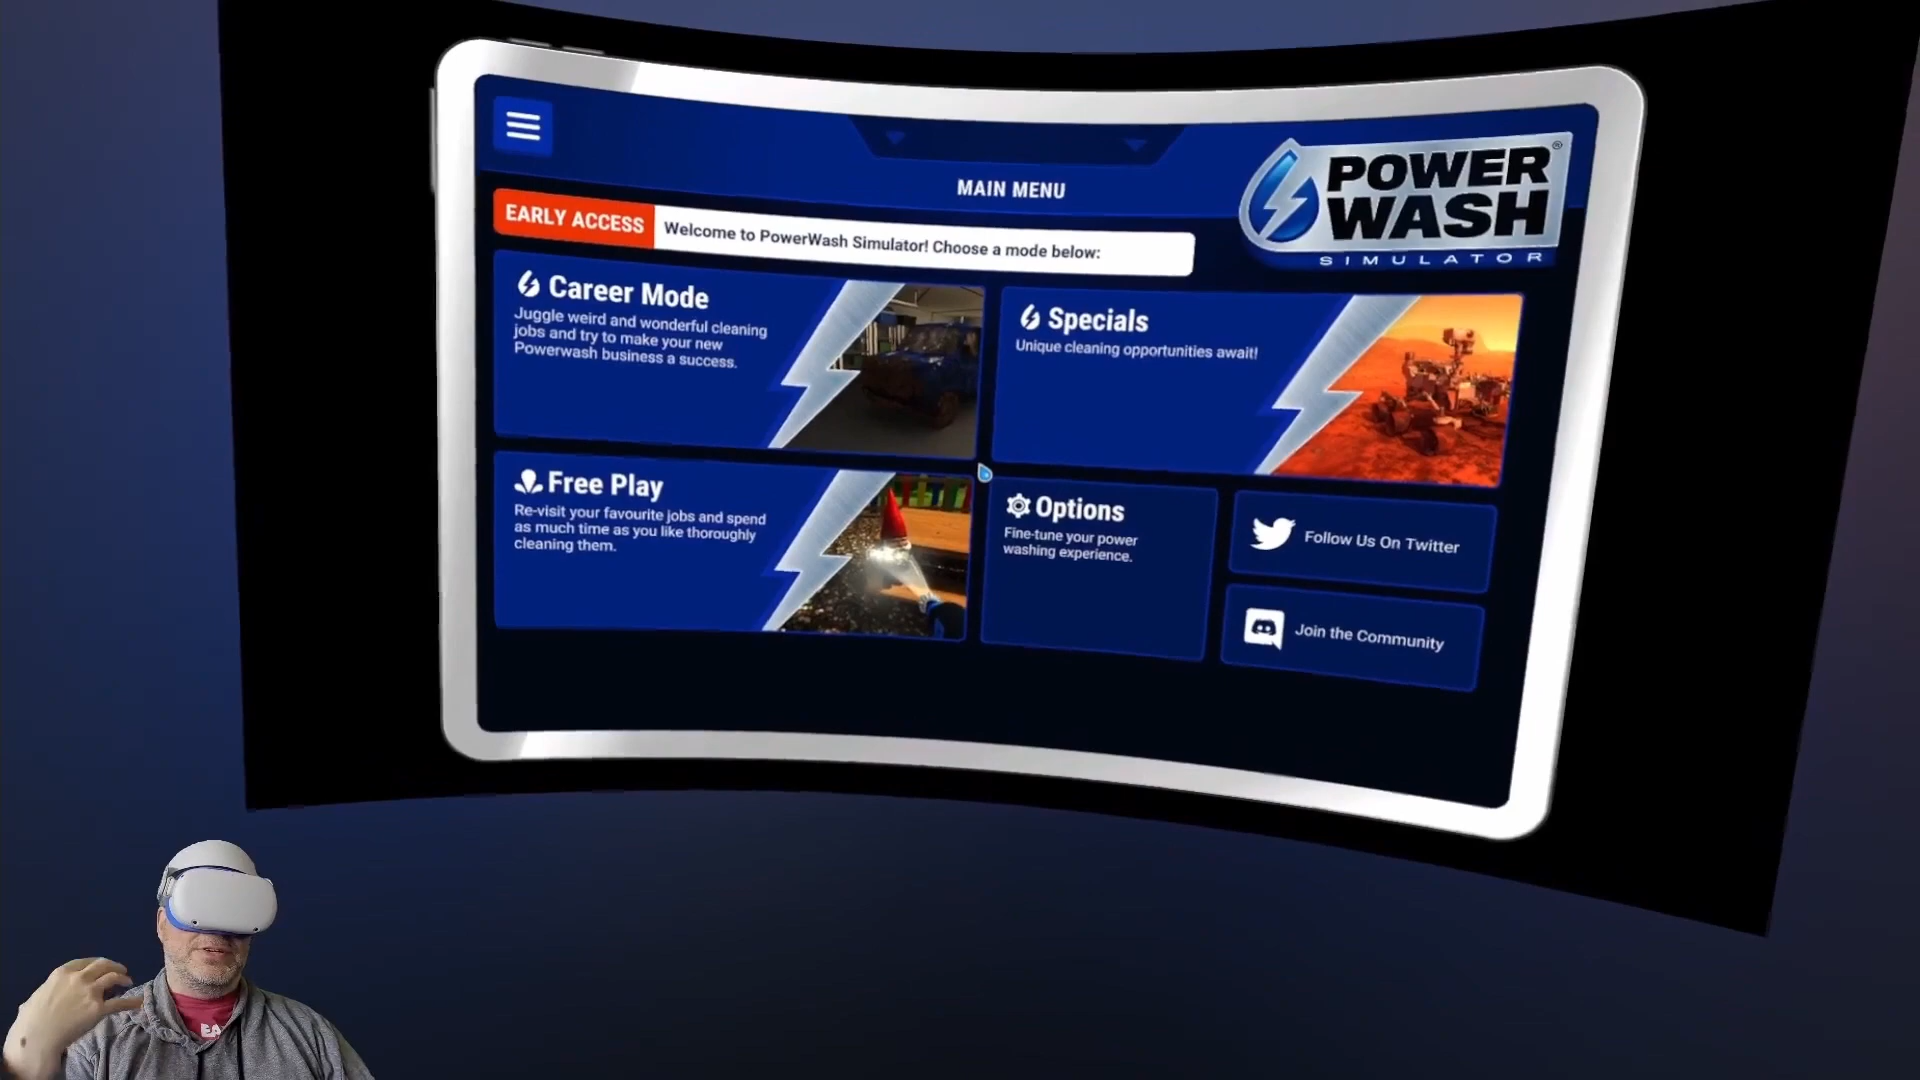 MAIN MENU
POWER
WASH
SIMULATOR
®
EARLY ACCESS
Welcome to PowerWash Simulator! Choose a mode below:
Career Mode
Juggle weird and wonderful cleaning
jobs and try to make your new
Powerwash business a success.
Specials
Unique cleaning opportunities await!
Free Play
Re-visit your favourite jobs and spend
as much time as you like thoroughly
cleaning them.
Options
Fine-tune your power
washing experience.
Follow Us On Twitter
Join the Community